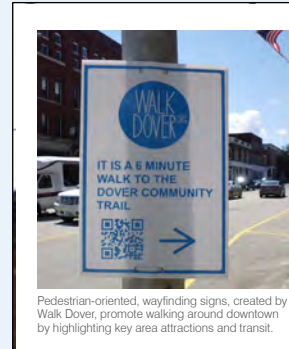 WALK
DOVER.ORG
IT IS A 6 MINUTE
WALK TO THE
DOVER COMMUNITY
TRAIL
Pedestrian-oriented, wayfinding signs, created by
Walk Dover, promote walking around downtown
by highlighting key area attractions and transit.